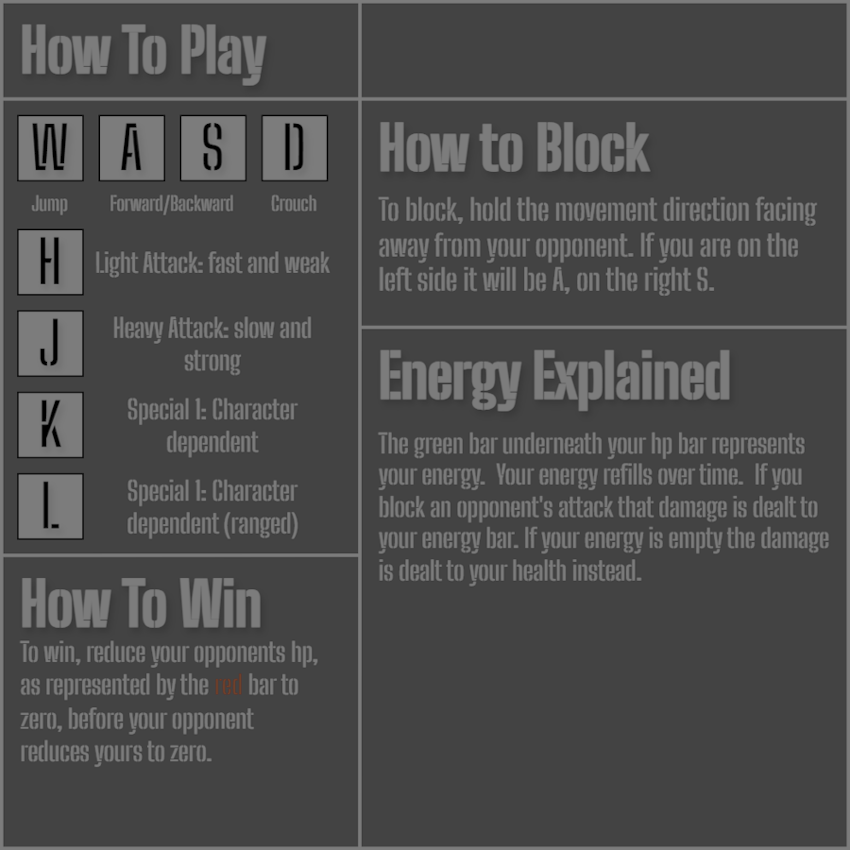 How To Play
W A S D
Jump Forward/Backward Crouch
H Light Attack: fast and weak
J Heavy Attack: slow and
strong
K Special 1: Character
dependent
L Special 1: Character
dependent (ranged)
How To Win
To win, reduce your opponents hp,
as represented by the red bar to
zero, before your opponent
reduces yours to zero.
How to Block
To block, hold the movement direction facing
away from your opponent. If you are on the
left side it will be A, on the right S.
Energy Explained
The green bar underneath your hp bar represents
your energy.  Your energy refills over time.  If you
block an opponent's attack that damage is dealt to
your energy bar. If your energy is empty the damage
is dealt to your health instead.